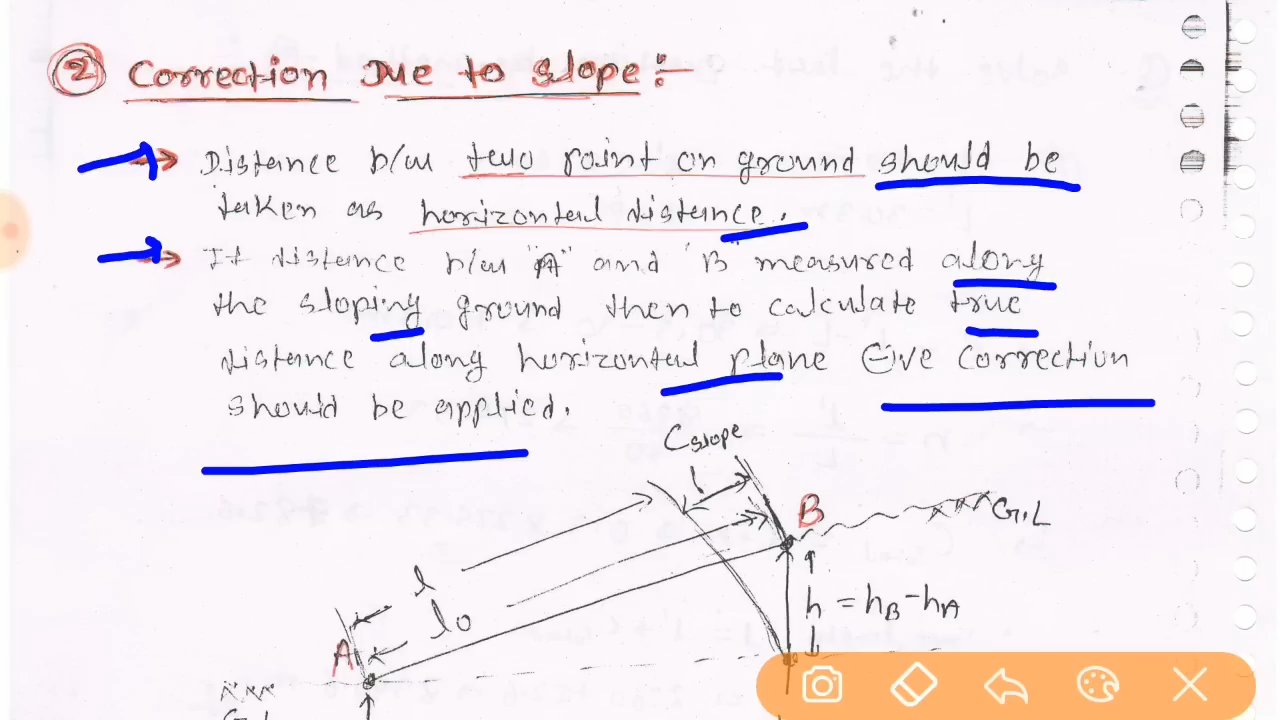 ② Correction Due to slope :-
→ Distance b/w two point on ground should be
taken as horizontal distance.
→ If distance b/w "A" and "B" measured along
the sloping ground then to calculate true
distance along horizontal plane ⊖ve correction
should be applied.
Cslope
B
G.L
l
l₀
h = hB - hA
A
G.L